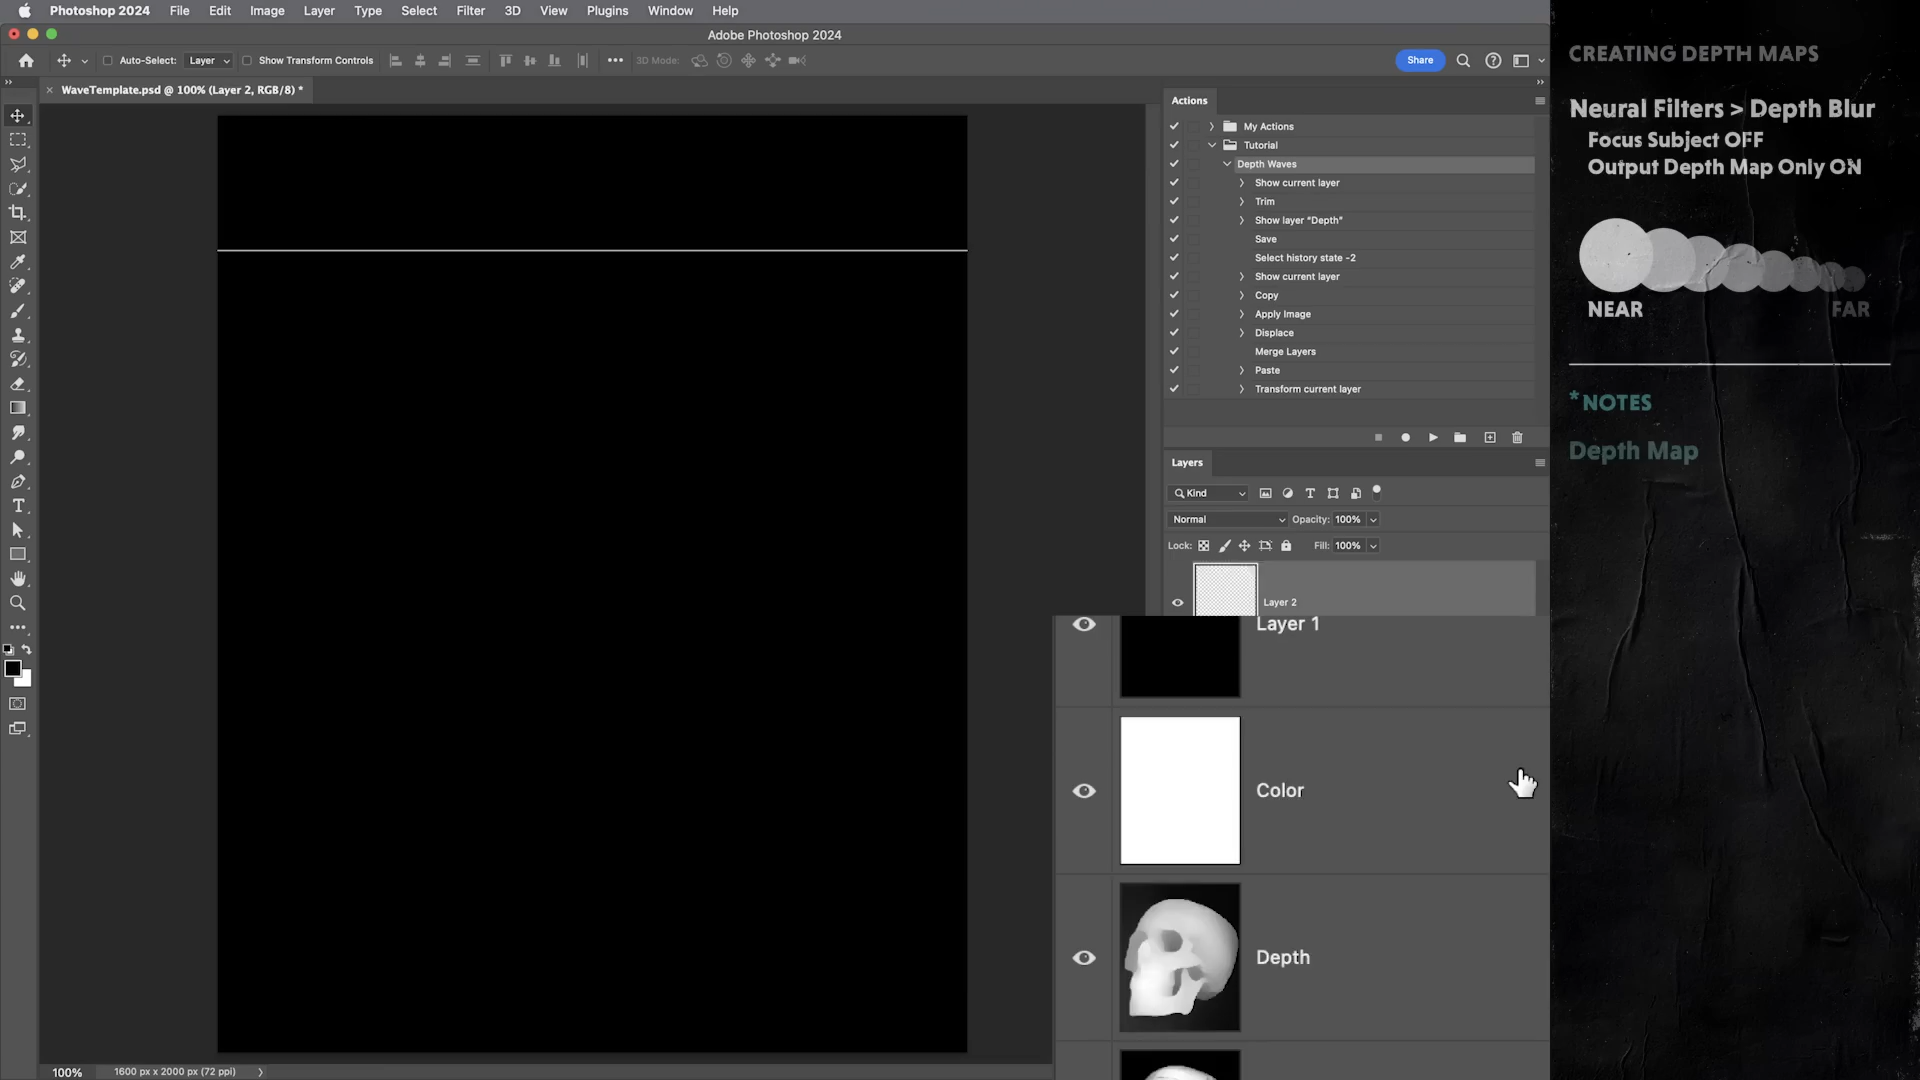 Photoshop 2024 File Edit Image Layer Type Select Filter 3D View Plugins Window Help
Adobe Photoshop 2024
Auto-Select: Layer Show Transform Controls 3D Mode: Share
WaveTemplate.psd @ 100% (Layer 2, RGB/8) *
Actions
My Actions
Tutorial
Depth Waves
Show current layer
Trim
Show layer "Depth"
Save
Select history state -2
Show current layer
Copy
Apply Image
Displace
Merge Layers
Paste
Transform current layer
Layers
Kind
Normal Opacity: 100%
Lock: Fill: 100%
Layer 2
Layer 1
Color
Depth
100% 1600 px x 2000 px (72 ppi)
CREATING DEPTH MAPS
Neural Filters > Depth Blur
Focus Subject OFF
Output Depth Map Only ON
NEAR FAR
*NOTES
Depth Map